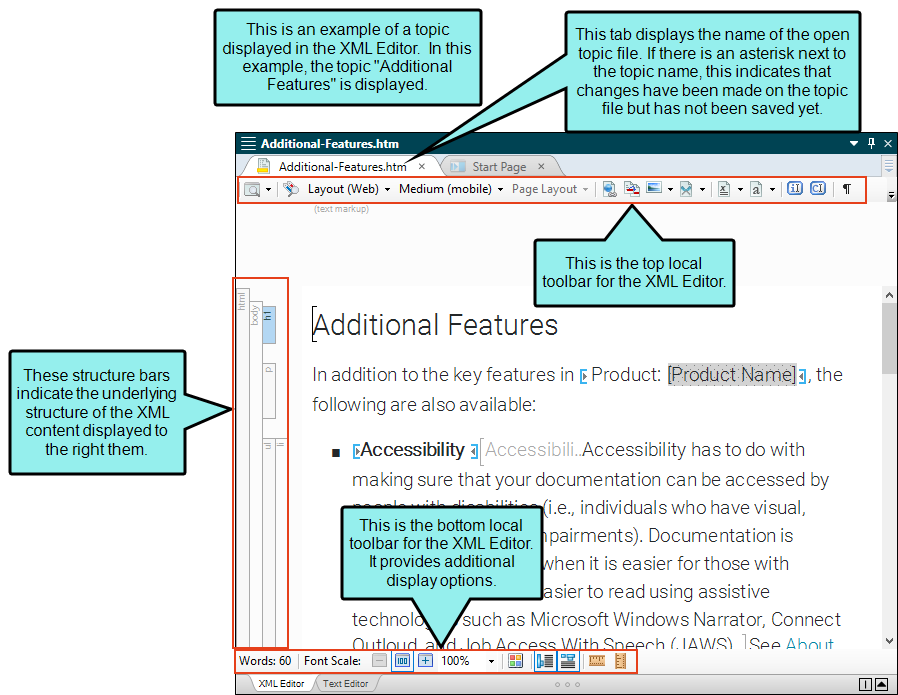 This is an example of a topic
displayed in the XML Editor. In this
example, the topic "Additional
Features" is displayed.
This tab displays the name of the open
topic file. If there is an asterisk next to
the topic name, this indicates that
changes have been made on the topic
file but has not been saved yet.
Additional-Features.htm
Additional-Features.htm × Start Page ×
Layout (Web) Medium (mobile) Page Layout
(text markup)
This is the top local
toolbar for the XML Editor.
html
body
h1
p
ul
li
These structure bars
indicate the underlying
structure of the XML
content displayed to
the right them.
Additional Features
In addition to the key features in Product: [Product Name], the
following are also available:
Accessibility Accessibili..Accessibility has to do with
making sure that your documentation can be accessed by
people with disabilities (i.e., individuals who have visual,
npairments). Documentation is
when it is easier for those with
asier to read using assistive
such as Microsoft Windows Narrator, Connect
Outloud, and Job Access With Speech (JAWS). See About
This is the bottom local
toolbar for the XML Editor.
It provides additional
display options.
Words: 60 Font Scale: 100 100%
XML Editor Text Editor